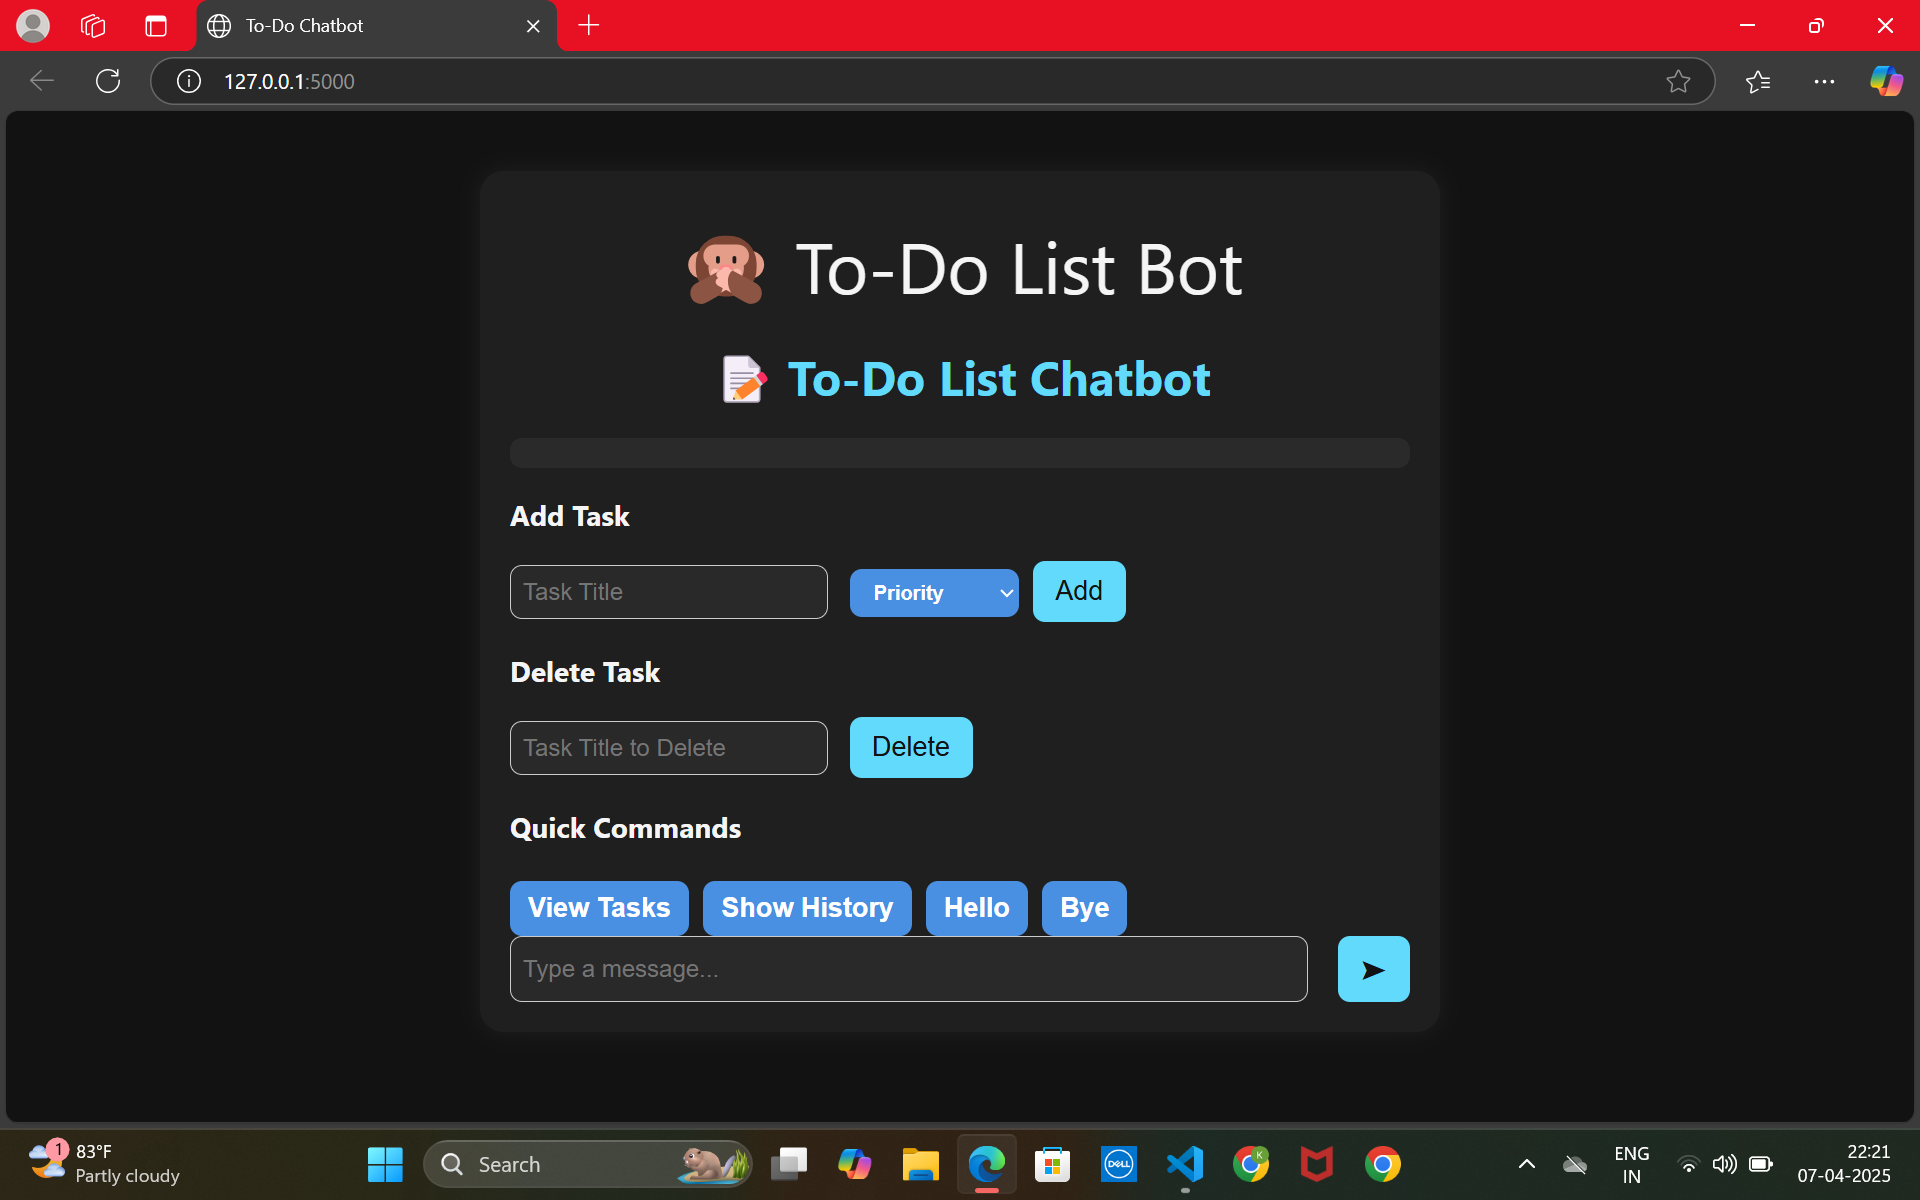 To-Do Chatbot
127.0.0.1:5000
To-Do List Bot
To-Do List Chatbot
Add Task
Task Title
Priority
Add
Delete Task
Task Title to Delete
Delete
Quick Commands
View Tasks
Show History
Hello
Bye
Type a message...
1
83°F
Partly cloudy
Search
DELL
K
ENG
IN
22:21
07-04-2025